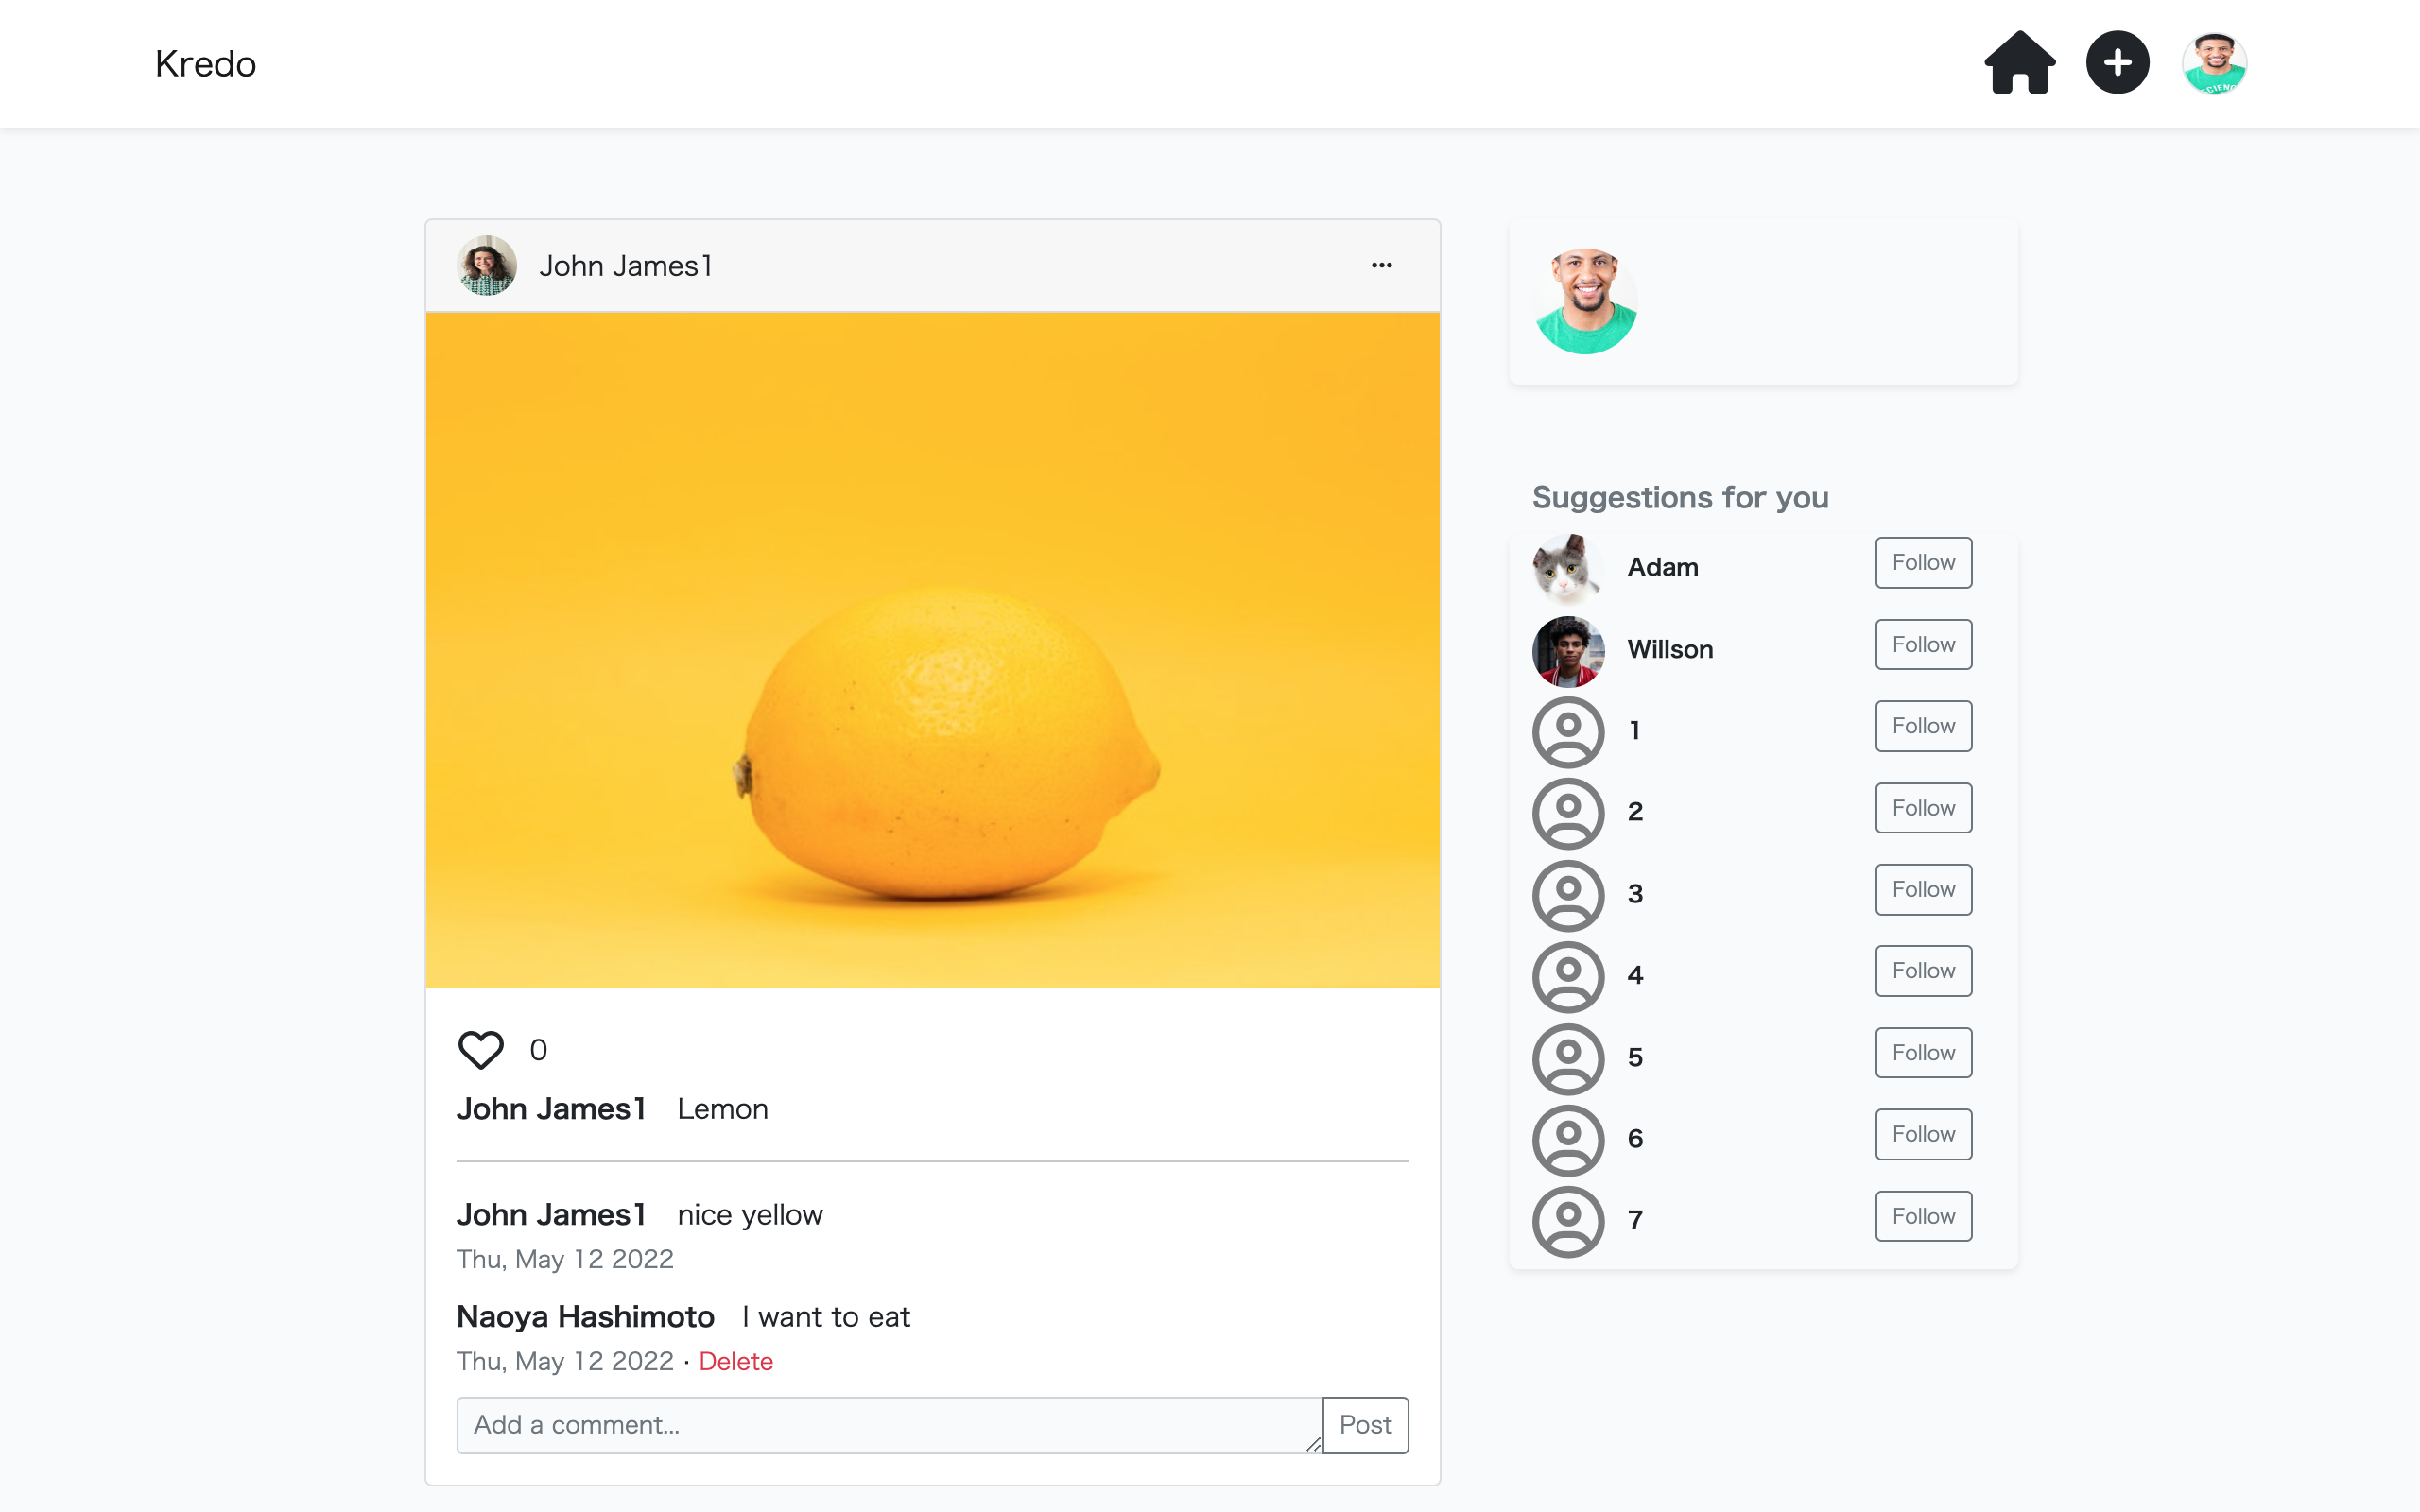 Kredo
John James1
Lemon
0
John James1 Lemon
John James1 nice yellow
Thu, May 12 2022
Naoya Hashimoto I want to eat
Thu, May 12 2022 · Delete
Add a comment...
Post
Suggestions for you
Adam Follow
Willson Follow
1 Follow
2 Follow
3 Follow
4 Follow
5 Follow
6 Follow
7 Follow